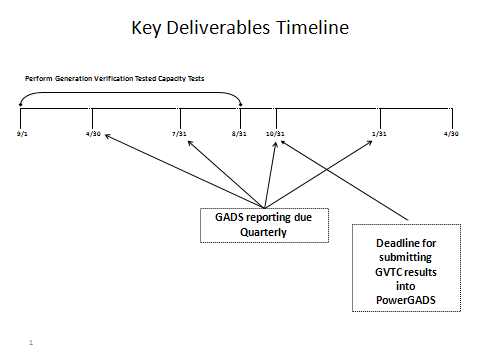 Key Deliverables Timeline
Perform Generation Verification Tested Capacity Tests
9/1 4/30 7/31 8/31 10/31 1/31 4/30
GADS reporting due
Quarterly
Deadline for
submitting
GVTC results
into
PowerGADS
1